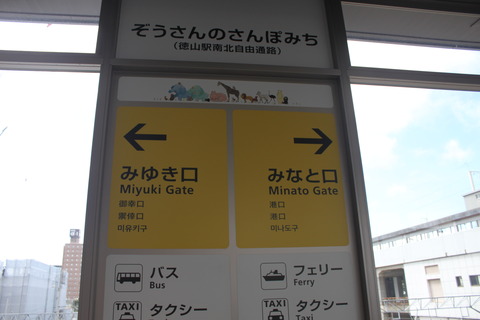 ぞうさんのさんぽみち
(徳山駅南北自由通路)
みゆき口
Miyuki Gate
御幸口
미유키구
みなと口
Minato Gate
港口
港口
미나토구
バス
Bus
TAXI タクシー
フェリー
Ferry
TAXI タクシー
Taxi